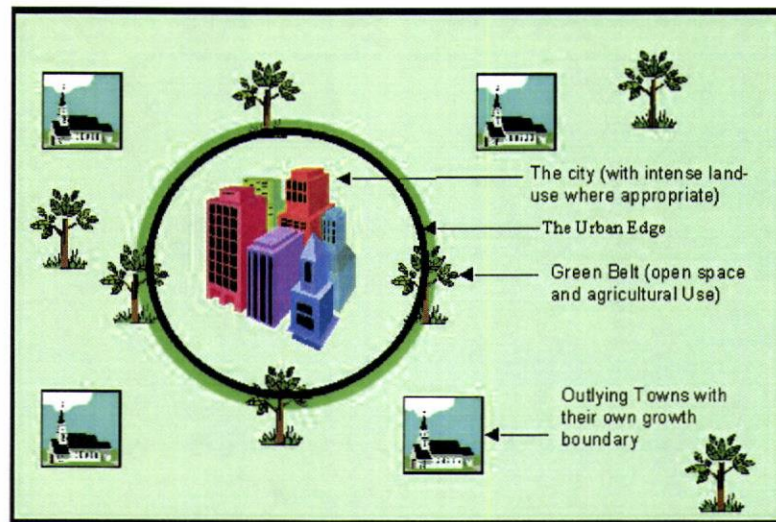 The city (with intense land-
use where appropriate)
The Urban Edge
Green Belt (open space
and agricultural Use)
Outlying Towns with
their own growth
boundary